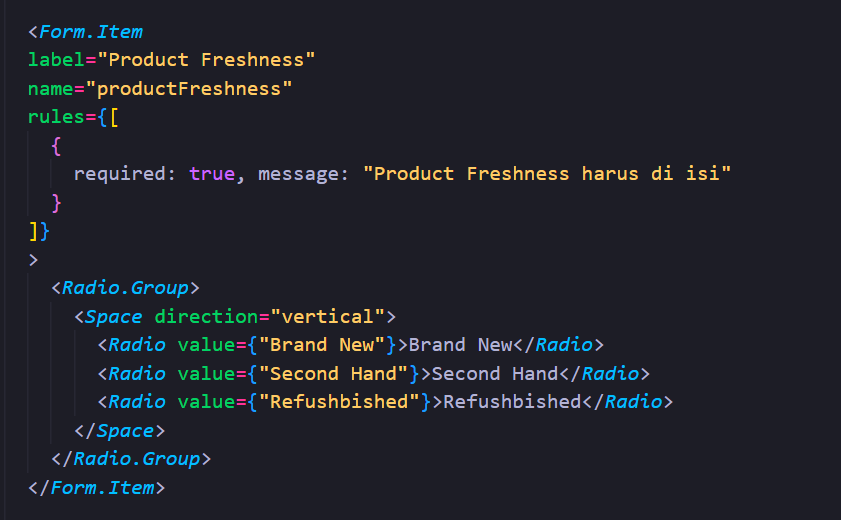 <Form.Item
label="Product Freshness"
name="productFreshness"
rules={[
{
required: true, message: "Product Freshness harus di isi"
}
]}
>
<Radio.Group>
<Space direction="vertical">
<Radio value={"Brand New"}>Brand New</Radio>
<Radio value={"Second Hand"}>Second Hand</Radio>
<Radio value={"Refushbished"}>Refushbished</Radio>
</Space>
</Radio.Group>
</Form.Item>